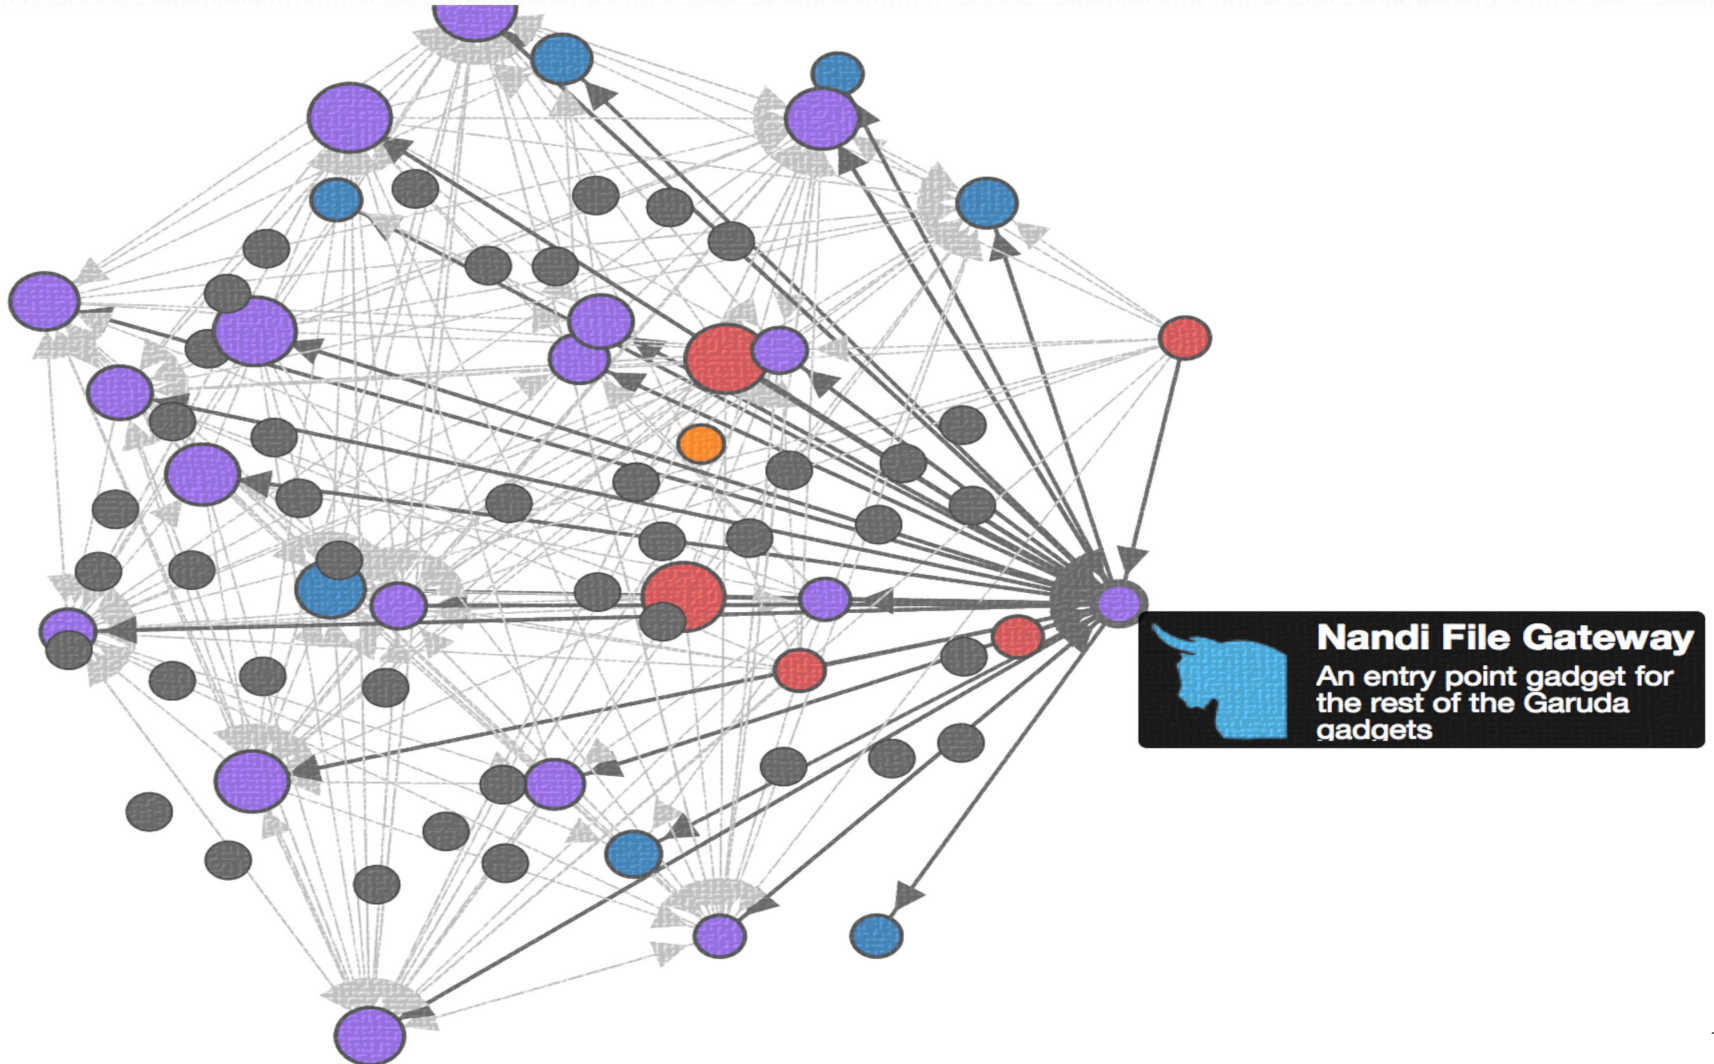 Nandi File Gateway
An entry point gadget for
the rest of the Garuda
gadgets